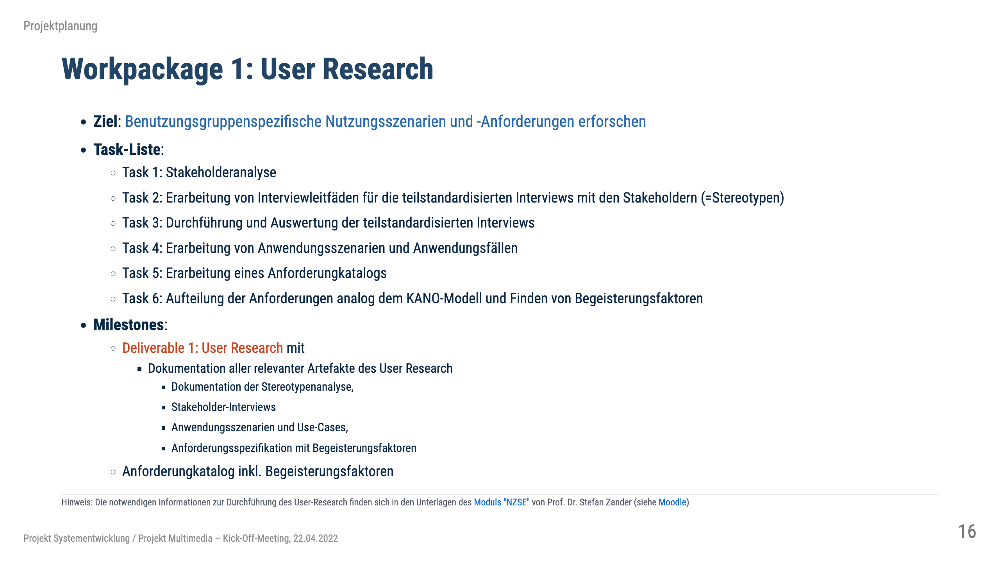 Projektplanung
Workpackage 1: User Research
• Ziel: Benutzungsgruppenspezifische Nutzungsszenarien und -Anforderungen erforschen
• Task-Liste:
○ Task 1: Stakeholderanalyse
○ Task 2: Erarbeitung von Interviewleitfäden für die teilstandardisierten Interviews mit den Stakeholdern (=Stereotypen)
○ Task 3: Durchführung und Auswertung der teilstandardisierten Interviews
○ Task 4: Erarbeitung von Anwendungsszenarien und Anwendungsfällen
○ Task 5: Erarbeitung eines Anforderungkatalogs
○ Task 6: Aufteilung der Anforderungen analog dem KANO-Modell und Finden von Begeisterungsfaktoren
• Milestones:
○ Deliverable 1: User Research mit
▪ Dokumentation aller relevanter Artefakte des User Research
▪ Dokumentation der Stereotypenanalyse,
▪ Stakeholder-Interviews
▪ Anwendungsszenarien und Use-Cases,
▪ Anforderungsspezifikation mit Begeisterungsfaktoren
○ Anforderungkatalog inkl. Begeisterungsfaktoren
Hinweis: Die notwendigen Informationen zur Durchführung des User-Research finden sich in den Unterlagen des Moduls "NZSE" von Prof. Dr. Stefan Zander (siehe Moodle)
Projekt Systementwicklung / Projekt Multimedia – Kick-Off-Meeting, 22.04.2022
16